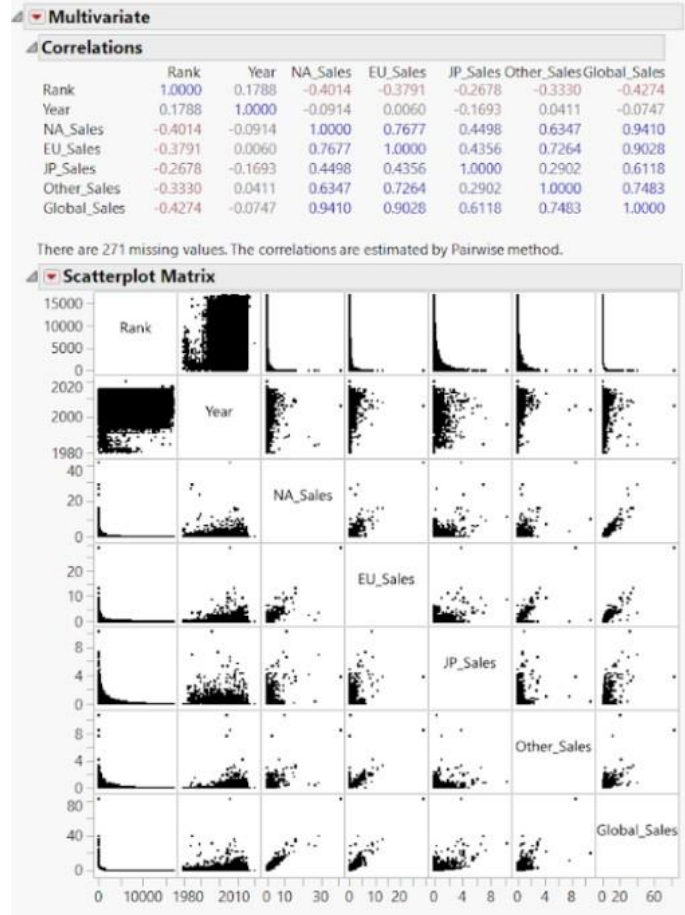 Multivariate
Correlations
Rank Year NA_Sales EU_Sales JP_Sales Other_Sales Global_Sales
Rank 1.0000 0.1788 -0.4014 -0.3791 -0.2678 -0.3330 -0.4274
Year 0.1788 1.0000 -0.0914 0.0060 -0.1693 0.0411 -0.0747
NA_Sales -0.4014 -0.0914 1.0000 0.7677 0.4498 0.6347 0.9410
EU_Sales -0.3791 0.0060 0.7677 1.0000 0.4356 0.7264 0.9028
JP_Sales -0.2678 -0.1693 0.4498 0.4356 1.0000 0.2902 0.6118
Other_Sales -0.3330 0.0411 0.6347 0.7264 0.2902 1.0000 0.7483
Global_Sales -0.4274 -0.0747 0.9410 0.9028 0.6118 0.7483 1.0000
There are 271 missing values. The correlations are estimated by Pairwise method.
Scatterplot Matrix
15000
10000 Rank
5000
0
2020
2000 Year
1980
40
20 NA_Sales
0
20 EU_Sales
10
0
8 JP_Sales
4
0
8 Other_Sales
4
0
80
40 Global_Sales
0
0 10000 1980 2010 0 10 30 0 10 20 0 4 8 0 4 8 0 20 60